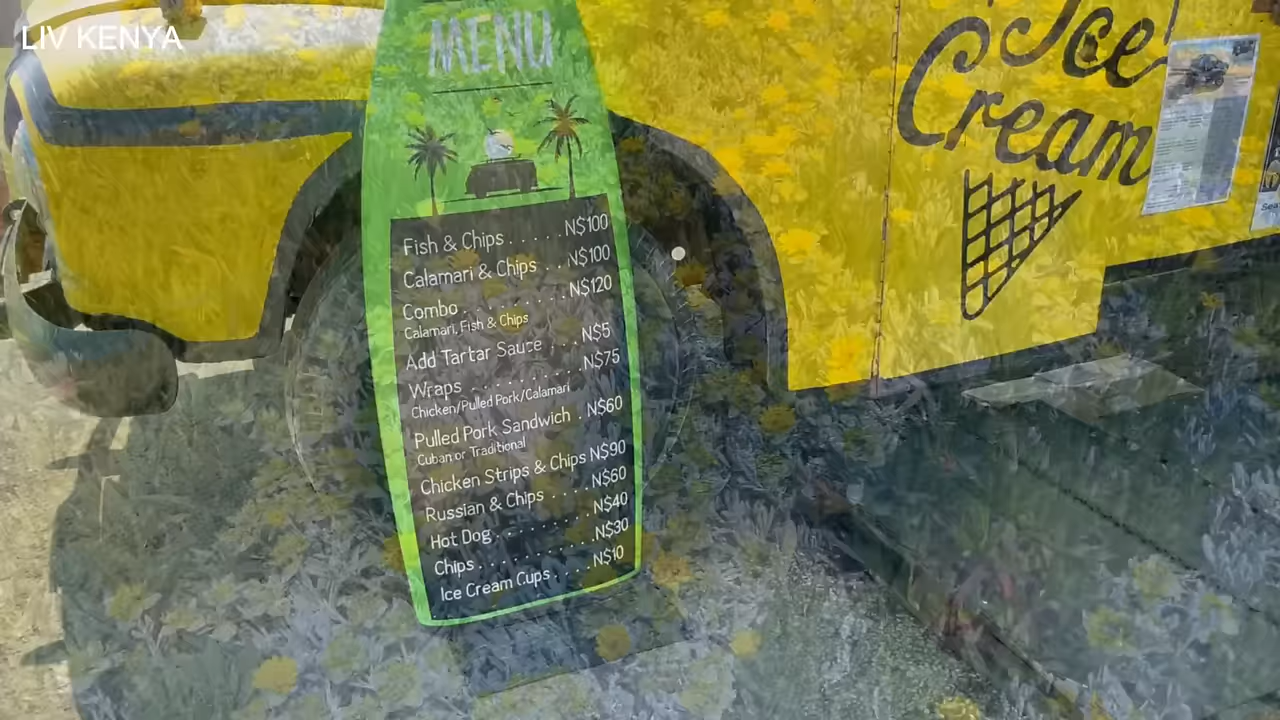 LIV KENYA
MENU
Fish & Chips . . . . . N$100
Calamari & Chips . . . N$100
Combo . . . . . . . . . . N$120
Calamari, Fish & Chips
Add Tartar Sauce . . . . N$5
Wraps . . . . . . . . . . N$75
Chicken/Pulled Pork/Calamari
Pulled Pork Sandwich . N$60
Cuban or Traditional
Chicken Strips & Chips N$90
Russian & Chips . . . . N$60
Hot Dog . . . . . . . . . N$40
Chips . . . . . . . . . . . N$30
Ice Cream Cups . . . . N$10
Ice
Cream